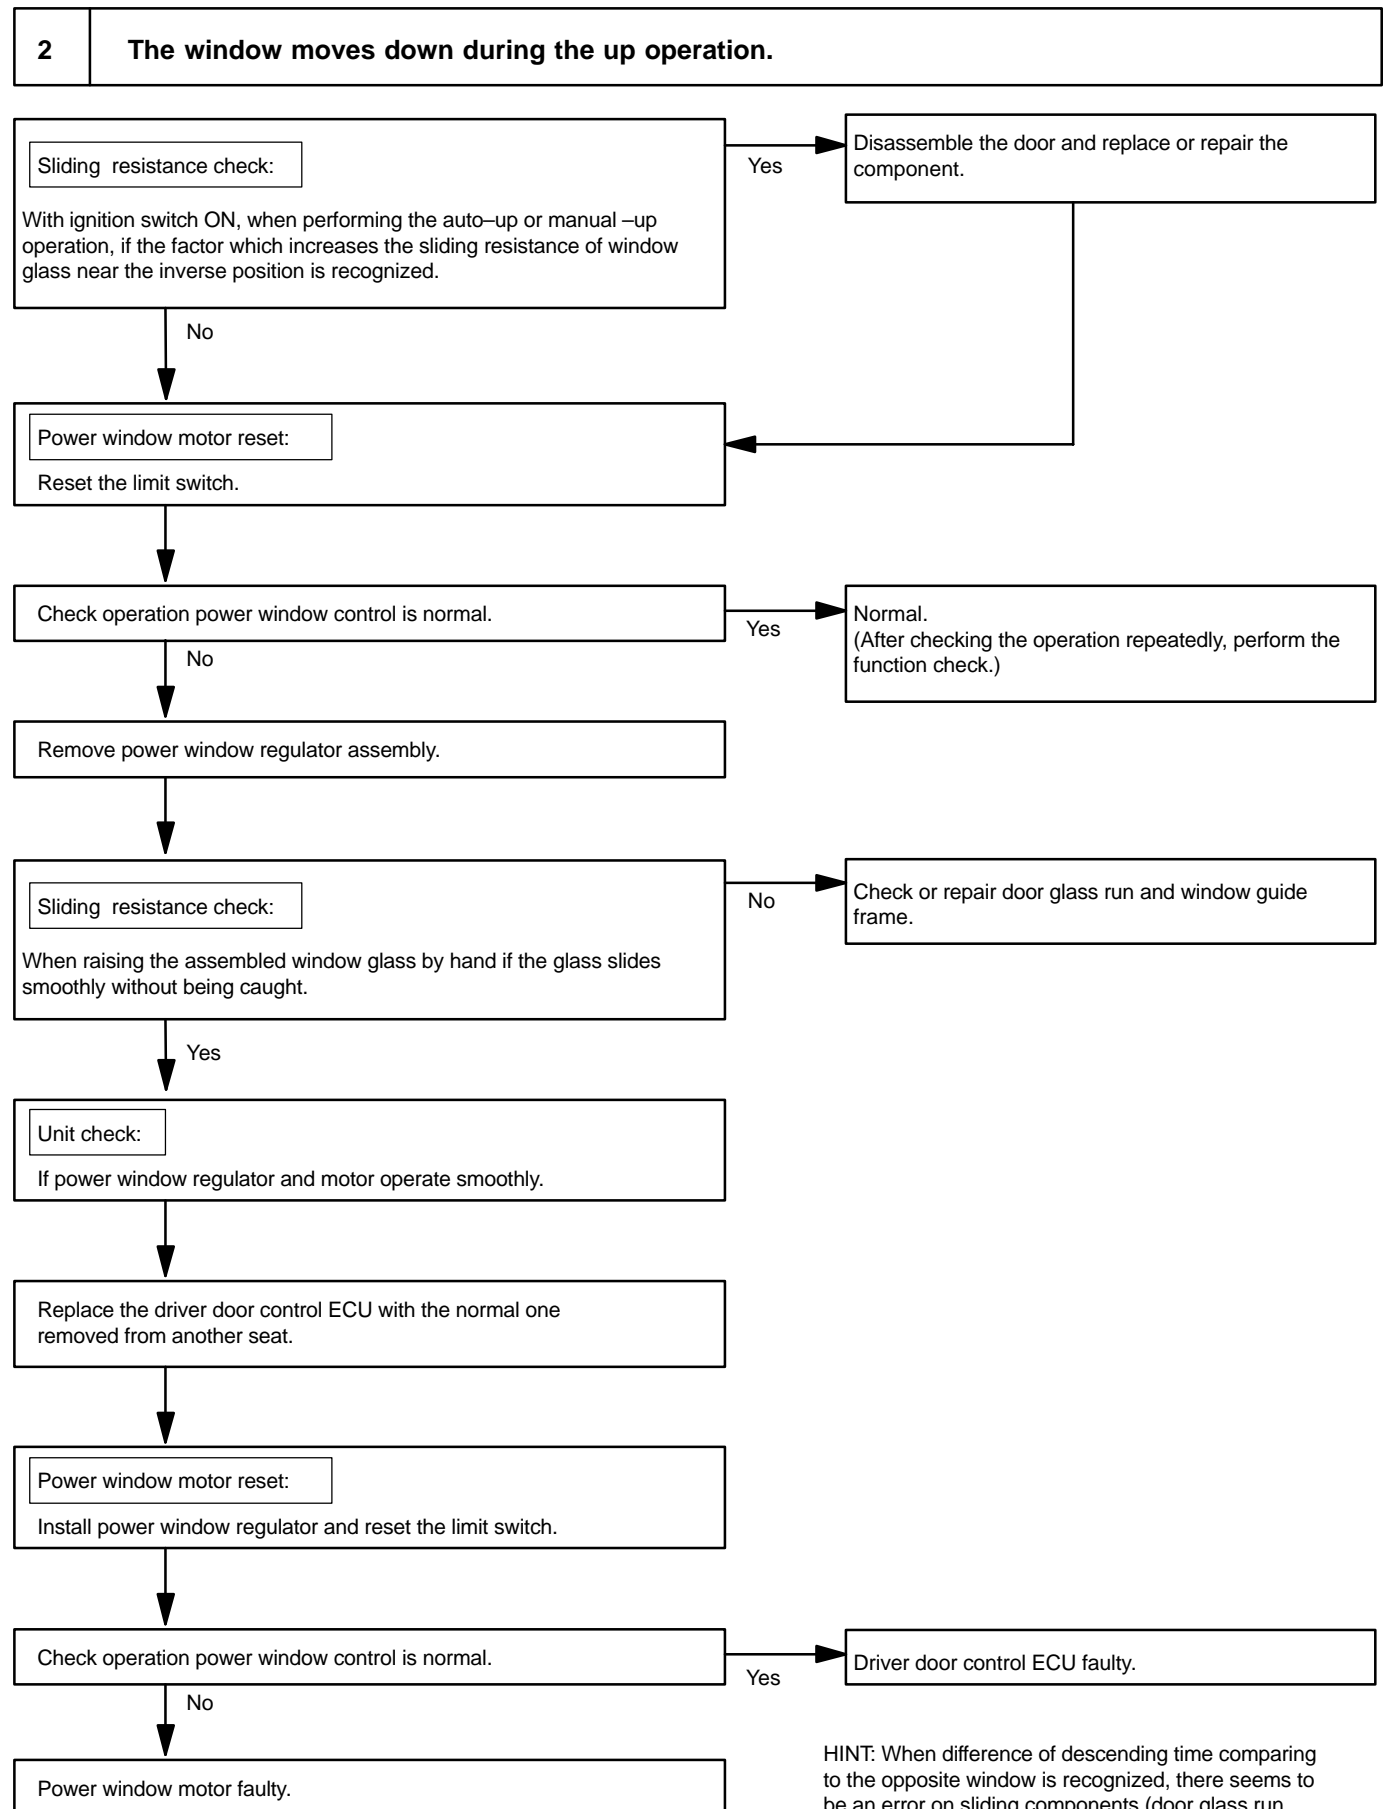 2 The window moves down during the up operation.
Sliding resistance check:
With ignition switch ON, when performing the auto–up or manual –up
operation, if the factor which increases the sliding resistance of window
glass near the inverse position is recognized.
Yes
Disassemble the door and replace or repair the
component.
No
Power window motor reset:
Reset the limit switch.
Check operation power window control is normal.
Yes
Normal.
(After checking the operation repeatedly, perform the
function check.)
No
Remove power window regulator assembly.
Sliding resistance check:
When raising the assembled window glass by hand if the glass slides
smoothly without being caught.
No
Check or repair door glass run and window guide
frame.
Yes
Unit check:
If power window regulator and motor operate smoothly.
Replace the driver door control ECU with the normal one
removed from another seat.
Power window motor reset:
Install power window regulator and reset the limit switch.
Check operation power window control is normal.
Yes
Driver door control ECU faulty.
No
Power window motor faulty.
HINT: When difference of descending time comparing
to the opposite window is recognized, there seems to
be an error on sliding components (door glass run